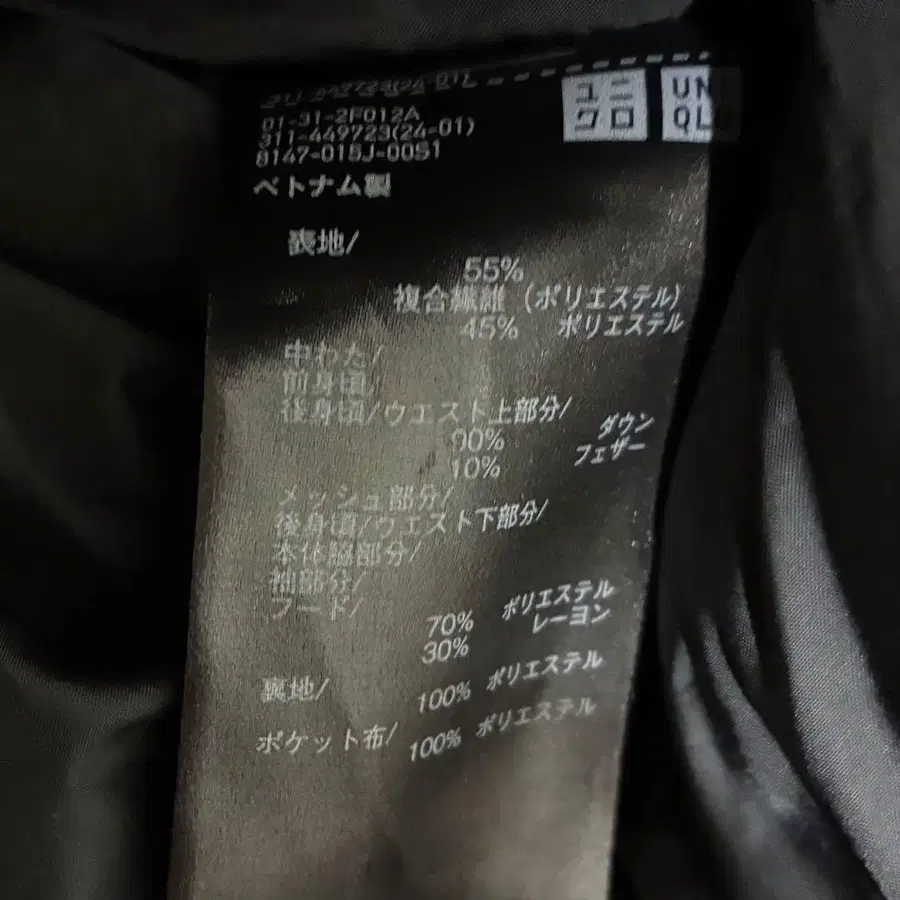 ユニ
クロ
UNI
QLO
01-31-2F012A
311-449723(24-01)
8147-015J-00S1
ベトナム製
表地/
55%
複合繊維 (ポリエステル)
45% ポリエステル
中わた/
前身頃/
後身頃/ウエスト上部分/
90% ダウン
10% フェザー
メッシュ部分/
後身頃/ウエスト下部分/
本体脇部分/
袖部分/
フード/
70% ポリエステル
30% レーヨン
裏地/
100% ポリエステル
ポケット布/
100% ポリエステル